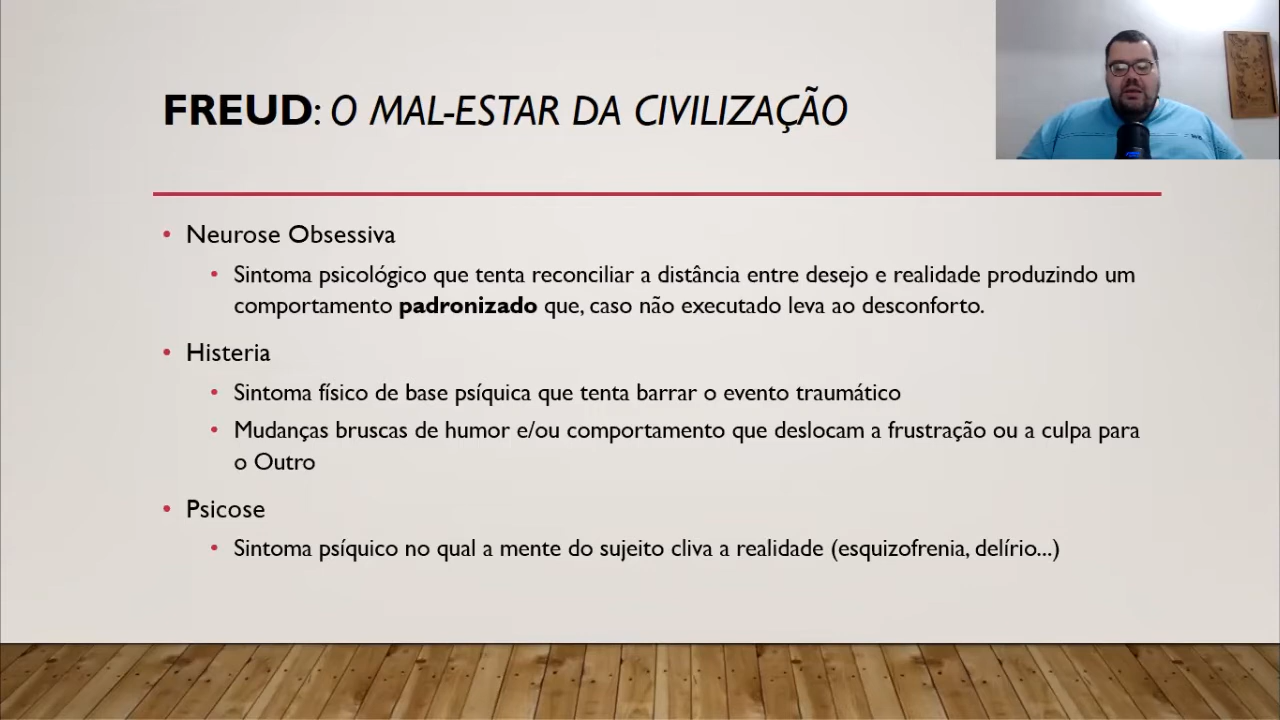 FREUD: O MAL-ESTAR DA CIVILIZAÇÃO
• Neurose Obsessiva
• Sintoma psicológico que tenta reconciliar a distância entre desejo e realidade produzindo um
comportamento padronizado que, caso não executado leva ao desconforto.
• Histeria
• Sintoma físico de base psíquica que tenta barrar o evento traumático
• Mudanças bruscas de humor e/ou comportamento que deslocam a frustração ou a culpa para
o Outro
• Psicose
• Sintoma psíquico no qual a mente do sujeito cliva a realidade (esquizofrenia, delírio...)